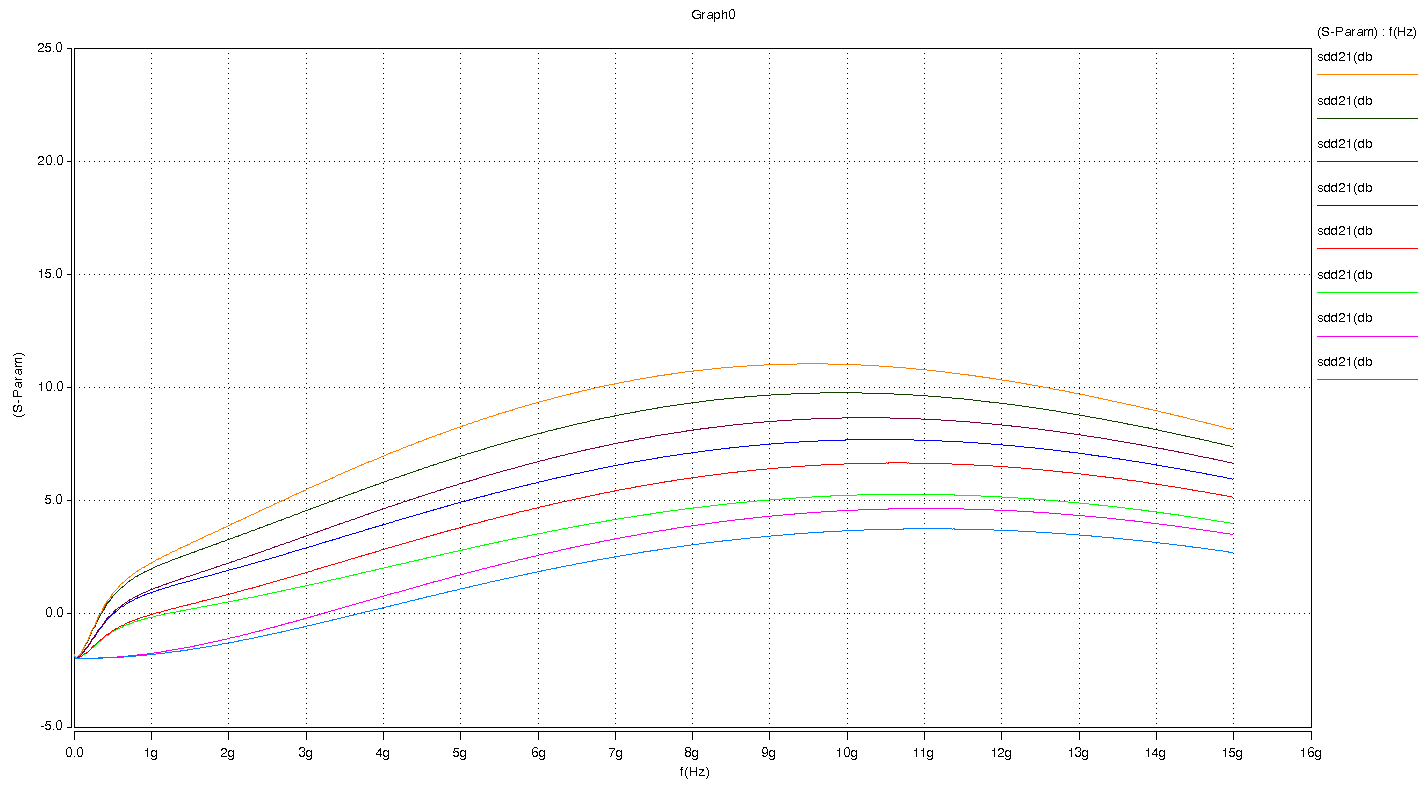 Graph0
(S-Param) : f(Hz)
sdd21(db
sdd21(db
sdd21(db
sdd21(db
sdd21(db
sdd21(db
sdd21(db
sdd21(db
25.0
20.0
15.0
10.0
5.0
0.0
-5.0
(S-Param)
0.0 1g 2g 3g 4g 5g 6g 7g 8g 9g 10g 11g 12g 13g 14g 15g 16g
f(Hz)